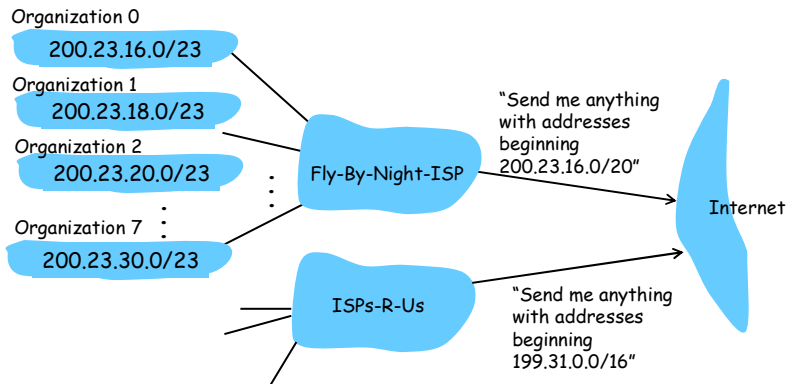 Organization 0
200.23.16.0/23
Organization 1
200.23.18.0/23
Organization 2
200.23.20.0/23
Organization 7
200.23.30.0/23
Fly-By-Night-ISP
“Send me anything
with addresses
beginning
200.23.16.0/20”
Internet
ISPs-R-Us
“Send me anything
with addresses
beginning
199.31.0.0/16”